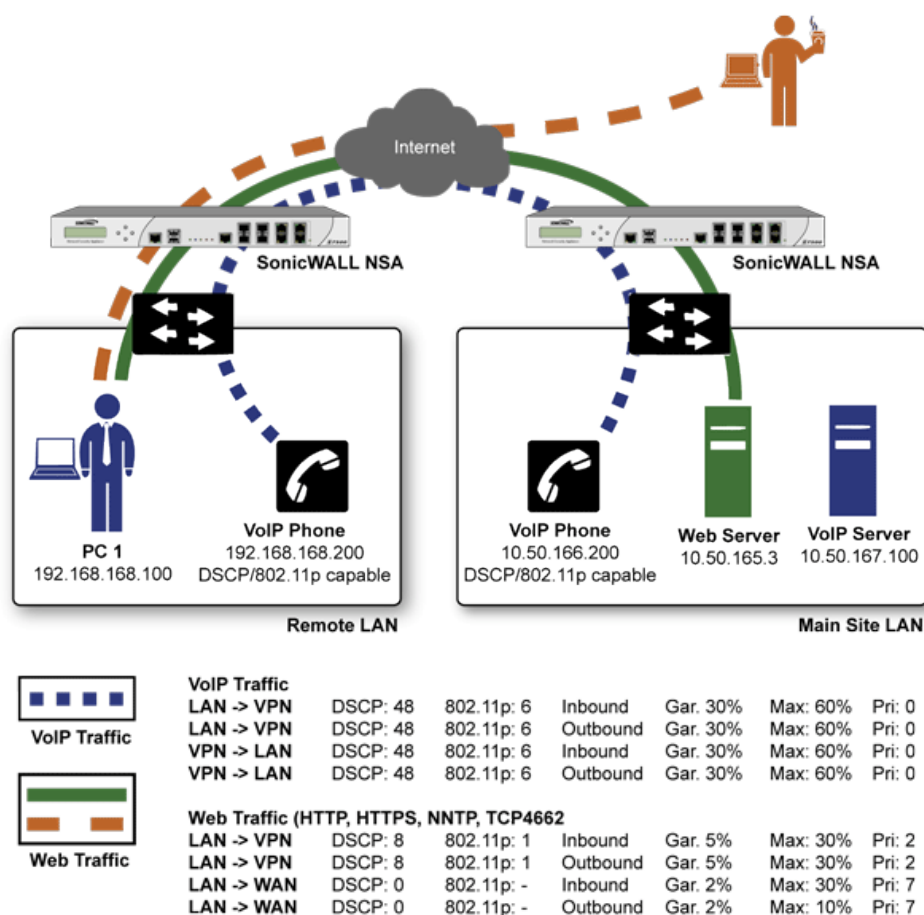 Internet
SonicWALL NSA
SonicWALL NSA
PC 1
192.168.168.100
VoIP Phone
192.168.168.200
DSCP/802.11p capable
Remote LAN
VoIP Phone
10.50.166.200
DSCP/802.11p capable
Web Server
10.50.165.3
VoIP Server
10.50.167.100
Main Site LAN
VoIP Traffic
VoIP Traffic
LAN -> VPN DSCP: 48 802.11p: 6 Inbound Gar. 30% Max: 60% Pri: 0
LAN -> VPN DSCP: 48 802.11p: 6 Outbound Gar. 30% Max: 60% Pri: 0
VPN -> LAN DSCP: 48 802.11p: 6 Inbound Gar. 30% Max: 60% Pri: 0
VPN -> LAN DSCP: 48 802.11p: 6 Outbound Gar. 30% Max: 60% Pri: 0
Web Traffic
Web Traffic (HTTP, HTTPS, NNTP, TCP4662
LAN -> VPN DSCP: 8 802.11p: 1 Inbound Gar. 5% Max: 30% Pri: 2
LAN -> VPN DSCP: 8 802.11p: 1 Outbound Gar. 5% Max: 30% Pri: 2
LAN -> WAN DSCP: 0 802.11p: - Inbound Gar. 2% Max: 30% Pri: 7
LAN -> WAN DSCP: 0 802.11p: - Outbound Gar. 2% Max: 10% Pri: 7